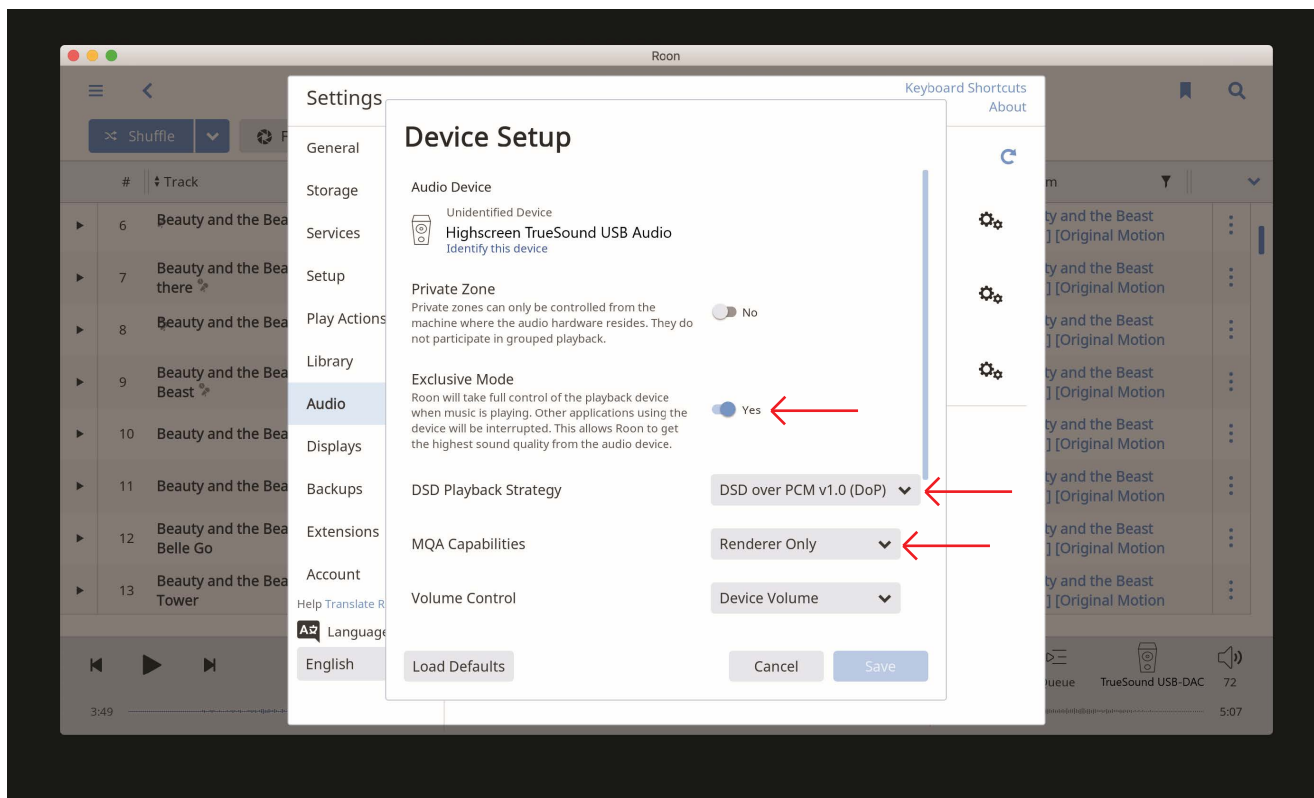 Roon
Settings
Keyboard Shortcuts
About
Shuffle
F
# Track
m
General
Storage
Services
Setup
Play Actions
Library
Audio
Displays
Backups
Extensions
Account
Help Translate R
Language
English
Device Setup
Audio Device
Unidentified Device
Highscreen TrueSound USB Audio
Identify this device
Private Zone
Private zones can only be controlled from the
machine where the audio hardware resides. They do
not participate in grouped playback.
No
Exclusive Mode
Roon will take full control of the playback device
when music is playing. Other applications using the
device will be interrupted. This allows Roon to get
the highest sound quality from the audio device.
Yes
DSD Playback Strategy
DSD over PCM v1.0 (DoP)
MQA Capabilities
Renderer Only
Volume Control
Device Volume
Load Defaults
Cancel
Save
6 Beauty and the Bea
ty and the Beast
] [Original Motion
7 Beauty and the Bea
there
ty and the Beast
] [Original Motion
8 Beauty and the Bea
ty and the Beast
] [Original Motion
9 Beauty and the Bea
Beast
ty and the Beast
] [Original Motion
10 Beauty and the Bea
ty and the Beast
] [Original Motion
11 Beauty and the Bea
ty and the Beast
] [Original Motion
12 Beauty and the Bea
Belle Go
ty and the Beast
] [Original Motion
13 Beauty and the Bea
Tower
ty and the Beast
] [Original Motion
3:49
ueue
TrueSound USB-DAC
72
5:07